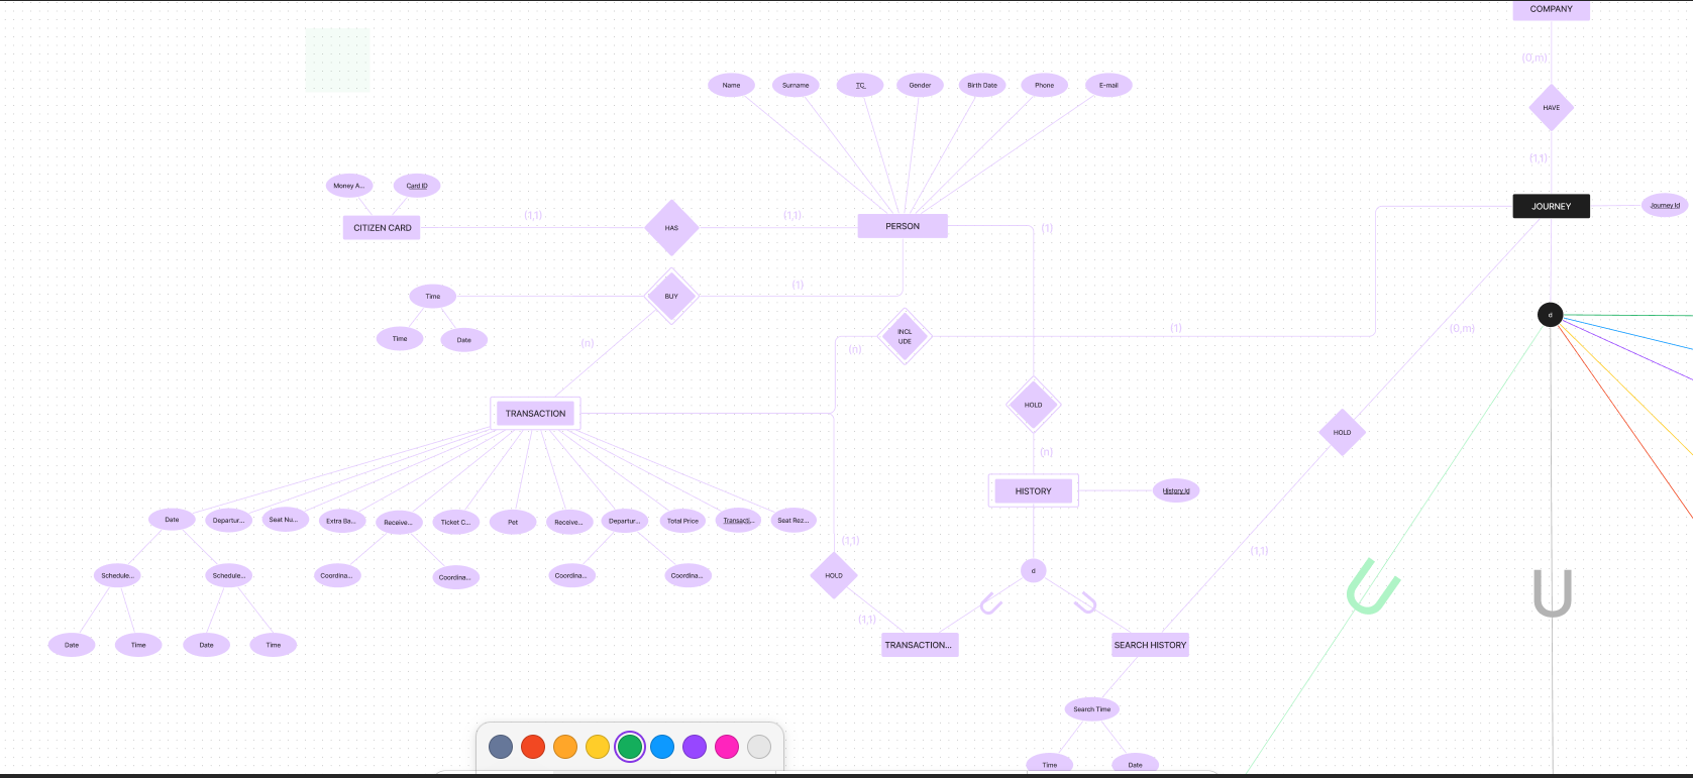 COMPANY
(0,m)
Name
Surname
TC
Gender
Birth Date
Phone
E-mail
HAVE
(1,1)
Money A...
Card ID
CITIZEN CARD
(1,1)
HAS
(1,1)
PERSON
(1)
JOURNEY
Journey Id
Time
BUY
(1)
Time
Date
(n)
INCL
UDE
(n)
(1)
(0,m)
d
TRANSACTION
HOLD
HOLD
(n)
HISTORY
History Id
Date
Departur...
Seat Nu...
Extra Ba...
Receive...
Ticket C...
Pet
Receive...
Departur...
Total Price
Transacti...
Seat Rez...
(1,1)
(1,1)
Schedule...
Schedule...
Coordina...
Coordina...
Coordina...
Coordina...
HOLD
d
(1,1)
Date
Time
Date
Time
TRANSACTION...
SEARCH HISTORY
Search Time
Time
Date